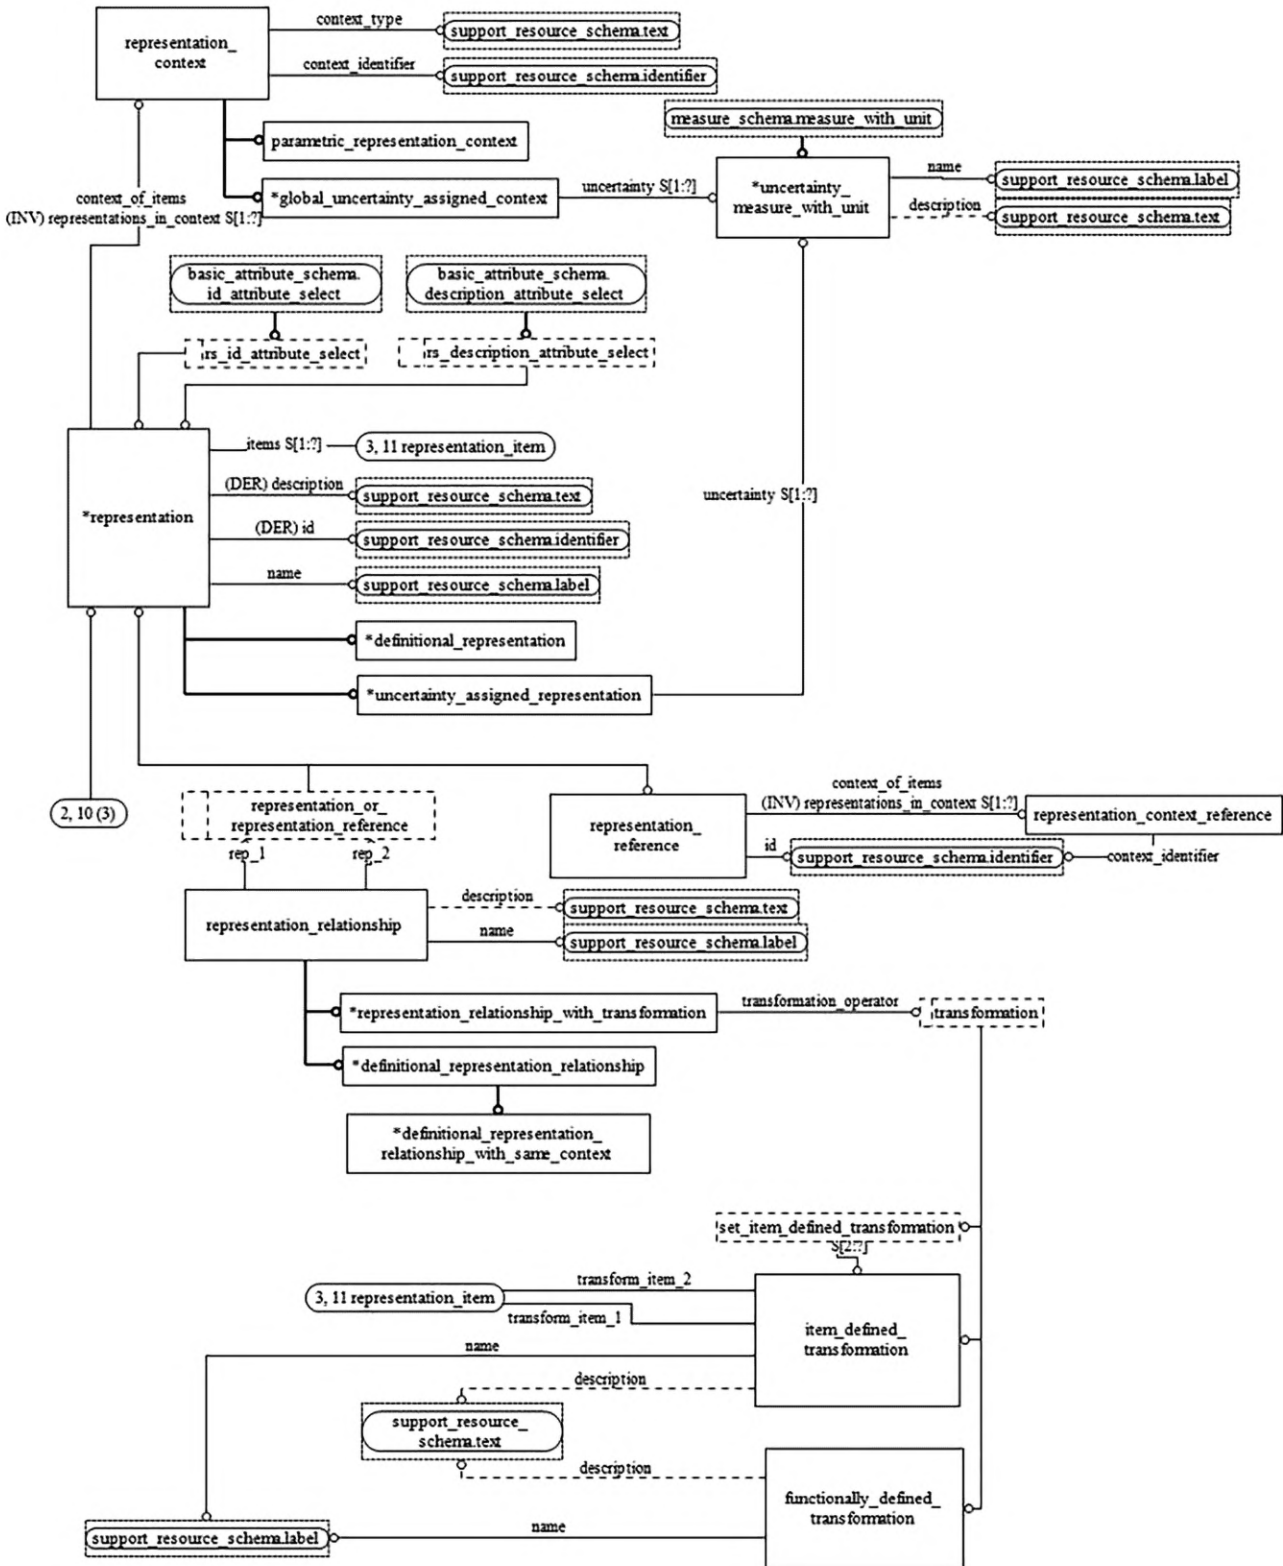 context_type
support_resource_schema.text
representation_
context
context_identifier
support_resource_schema.identifier
measure_schema.measure_with_unit
parametric_representation_context
name
support_resource_schema.label
*uncertainty_
measure_with_unit
context_of_items
(INV) representations_in_context S[1:?]
*global_uncertainty_assigned_context
uncertainty S[1:?]
description
support_resource_schema.text
basic_attribute_schema.
id_attribute_select
basic_attribute_schema.
description_attribute_select
rs_id_attribute_select
rs_description_attribute_select
items S[1:?]
3, 11 representation_item
(DER) description
support_resource_schema.text
uncertainty S[1:?]
*representation
(DER) id
support_resource_schema.identifier
name
support_resource_schema.label
*definitional_representation
*uncertainty_assigned_representation
2, 10 (3)
representation_or_
representation_reference
rep_1
rep_2
representation_
reference
context_of_items
(INV) representations_in_context S[1:?]
representation_context_reference
id
support_resource_schema.identifier
context_identifier
description
support_resource_schema.text
representation_relationship
name
support_resource_schema.label
*representation_relationship_with_transformation
transformation_operator
transformation
*definitional_representation_relationship
*definitional_representation_
relationship_with_same_context
set_item_defined_transformation
S[2:?]
transform_item_2
3, 11 representation_item
transform_item_1
item_defined_
transformation
name
description
support_resource_
schema.text
description
functionally_defined_
transformation
name
support_resource_schema.label